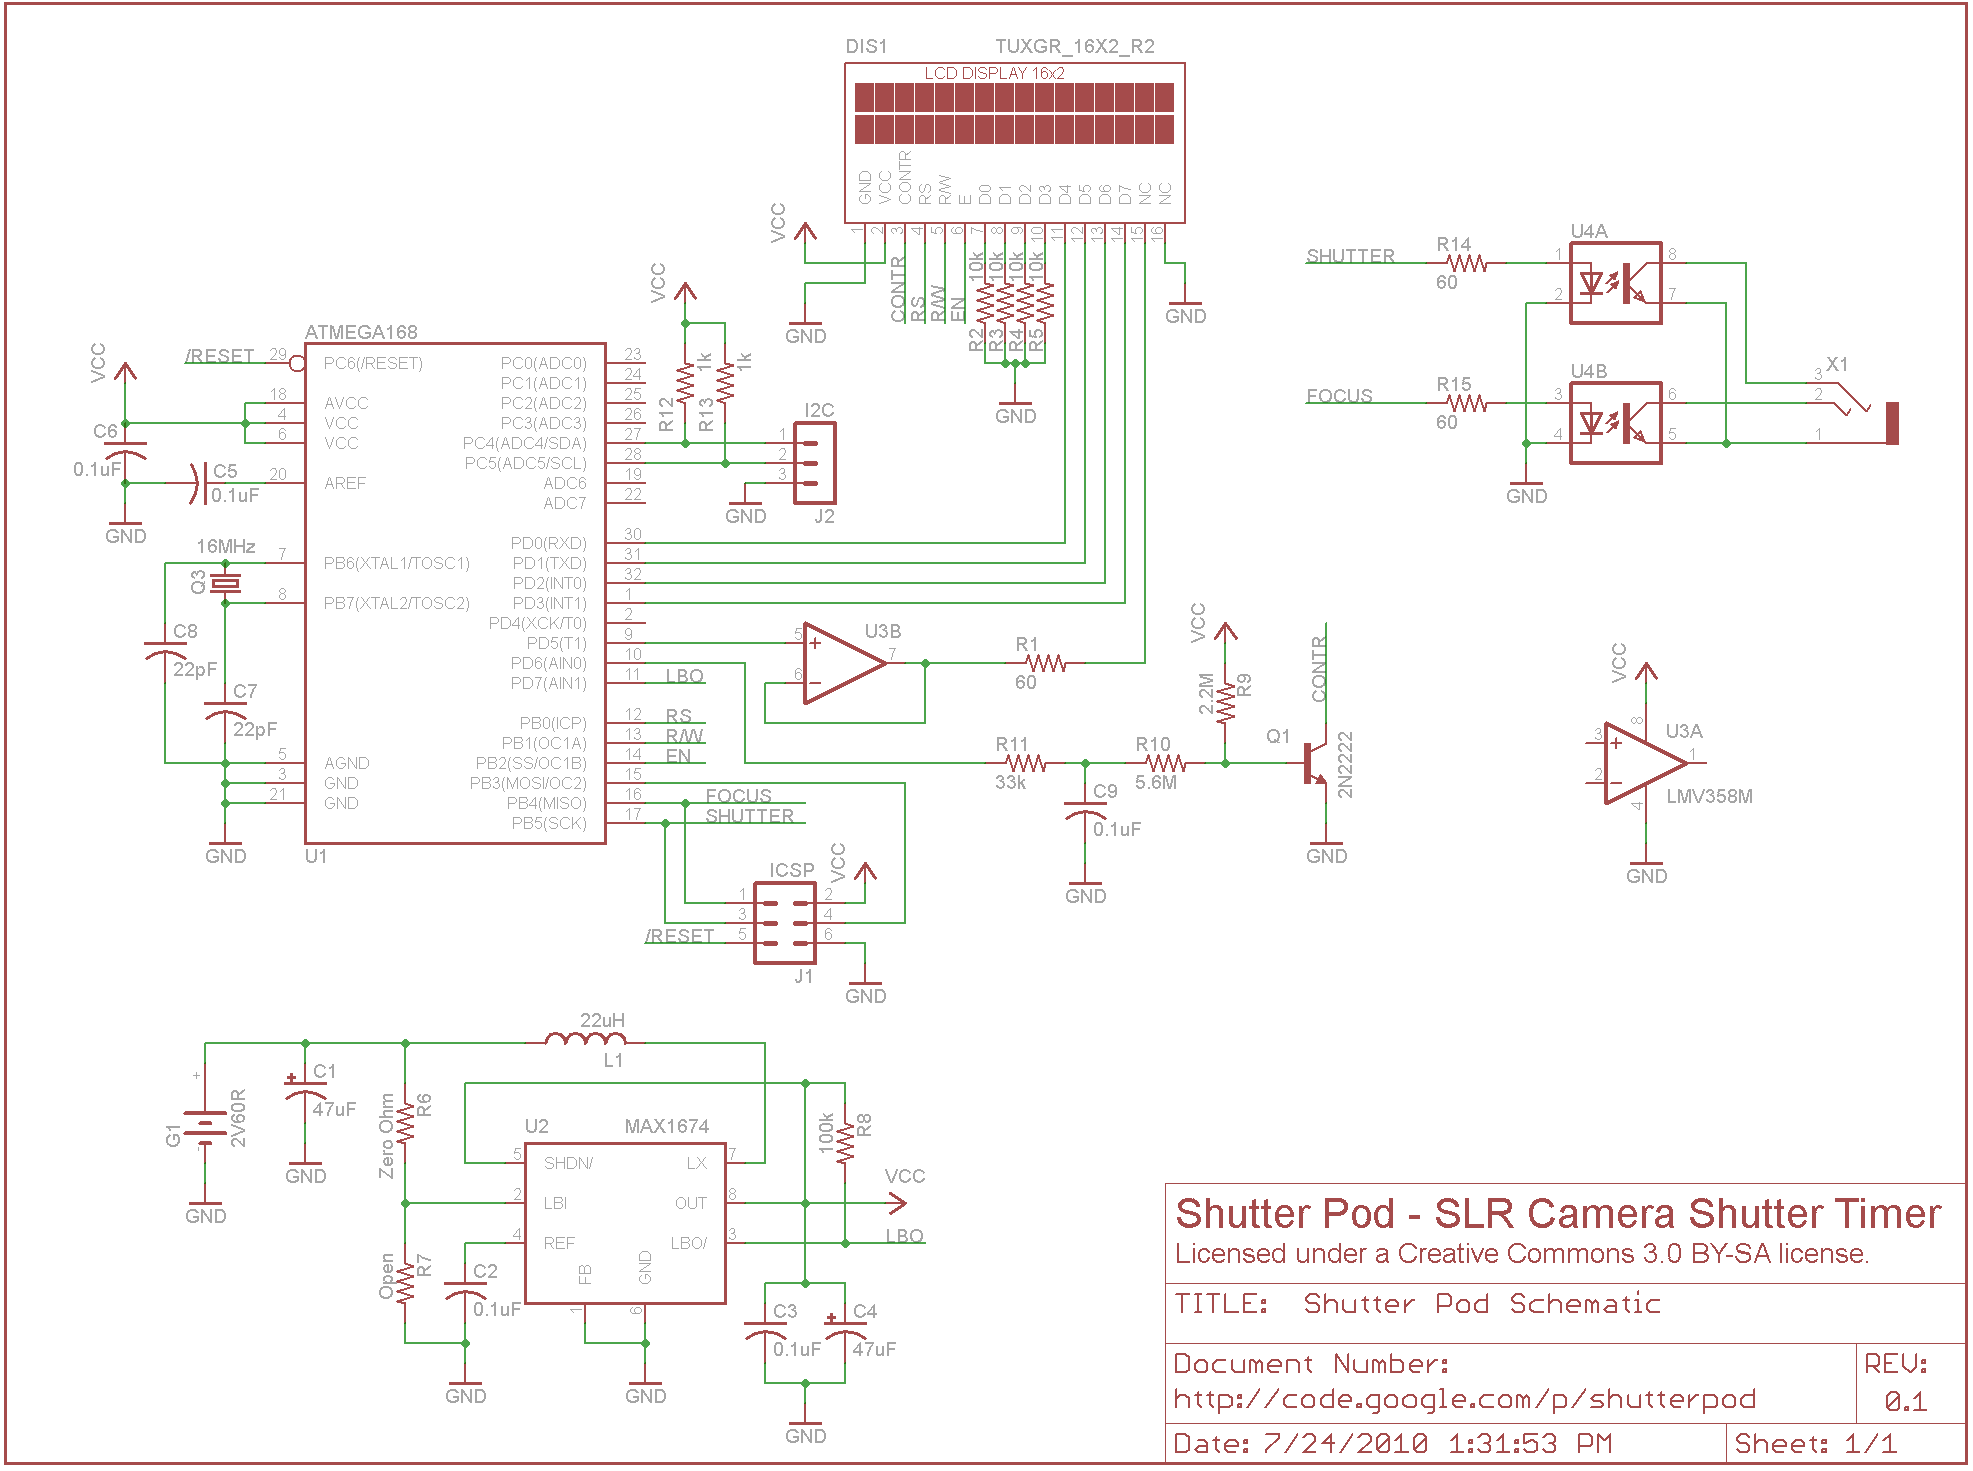 DIS1 TUXGR_16X2_R2
LCD DISPLAY 16x2
GND VCC CONTR RS R/W E D0 D1 D2 D3 D4 D5 D6 D7 NC NC
1 2 3 4 5 6 7 8 9 10 11 12 13 14 15 16
VCC
GND
CONTR RS R/W EN
10k 10k 10k 10k
R2 R3 R4 R5
GND
GND
SHUTTER R14 60
U4A
1 2 8 7
FOCUS R15 60
U4B
3 4 6 5
GND
X1
3
2
1
ATMEGA168
VCC
/RESET 29 PC6(/RESET)
18 AVCC
4 VCC
6 VCC
20 AREF
C6 0.1uF
C5 0.1uF
GND
16MHz
Q3
7 PB6(XTAL1/TOSC1)
8 PB7(XTAL2/TOSC2)
C8 22pF
C7 22pF
5 AGND
3 GND
21 GND
GND
U1
PC0(ADC0) 23
PC1(ADC1) 24
PC2(ADC2) 25
PC3(ADC3) 26
PC4(ADC4/SDA) 27
PC5(ADC5/SCL) 28
ADC6 19
ADC7 22
PD0(RXD) 30
PD1(TXD) 31
PD2(INT0) 32
PD3(INT1) 1
PD4(XCK/T0) 2
PD5(T1) 9
PD6(AIN0) 10
PD7(AIN1) 11 LBO
PB0(ICP) 12 RS
PB1(OC1A) 13 R/W
PB2(SS/OC1B) 14 EN
PB3(MOSI/OC2) 15
PB4(MISO) 16 FOCUS
PB5(SCK) 17 SHUTTER
VCC
R12 1k
R13 1k
I2C
1
2
3
J2
GND
U3B
5 + 6 - 7
R1 60
R11 33k
C9 0.1uF
GND
R10 5.6M
VCC
2.2M R9
Q1
CONTR
2N2222
GND
VCC
U3A
3 + 2 - 8 1 4
LMV358M
GND
ICSP
VCC
1 2
3 4
/RESET 5 6
J1
GND
22uH
L1
+
-
G1 2V60R
GND
C1 47uF
GND
Zero Ohm R6
Open R7
U2 MAX1674
5 SHDN/ LX 7
2 LBI OUT 8
4 REF LBO/ 3
FB GND
1 6
C2 0.1uF
GND
GND
100k R8
VCC
LBO
C3 0.1uF
C4 47uF
GND
Shutter Pod - SLR Camera Shutter Timer
Licensed under a Creative Commons 3.0 BY-SA license.
TITLE: Shutter Pod Schematic
Document Number:
http://code.google.com/p/shutterpod
REV:
0.1
Date: 7/24/2010 1:31:53 PM
Sheet: 1/1